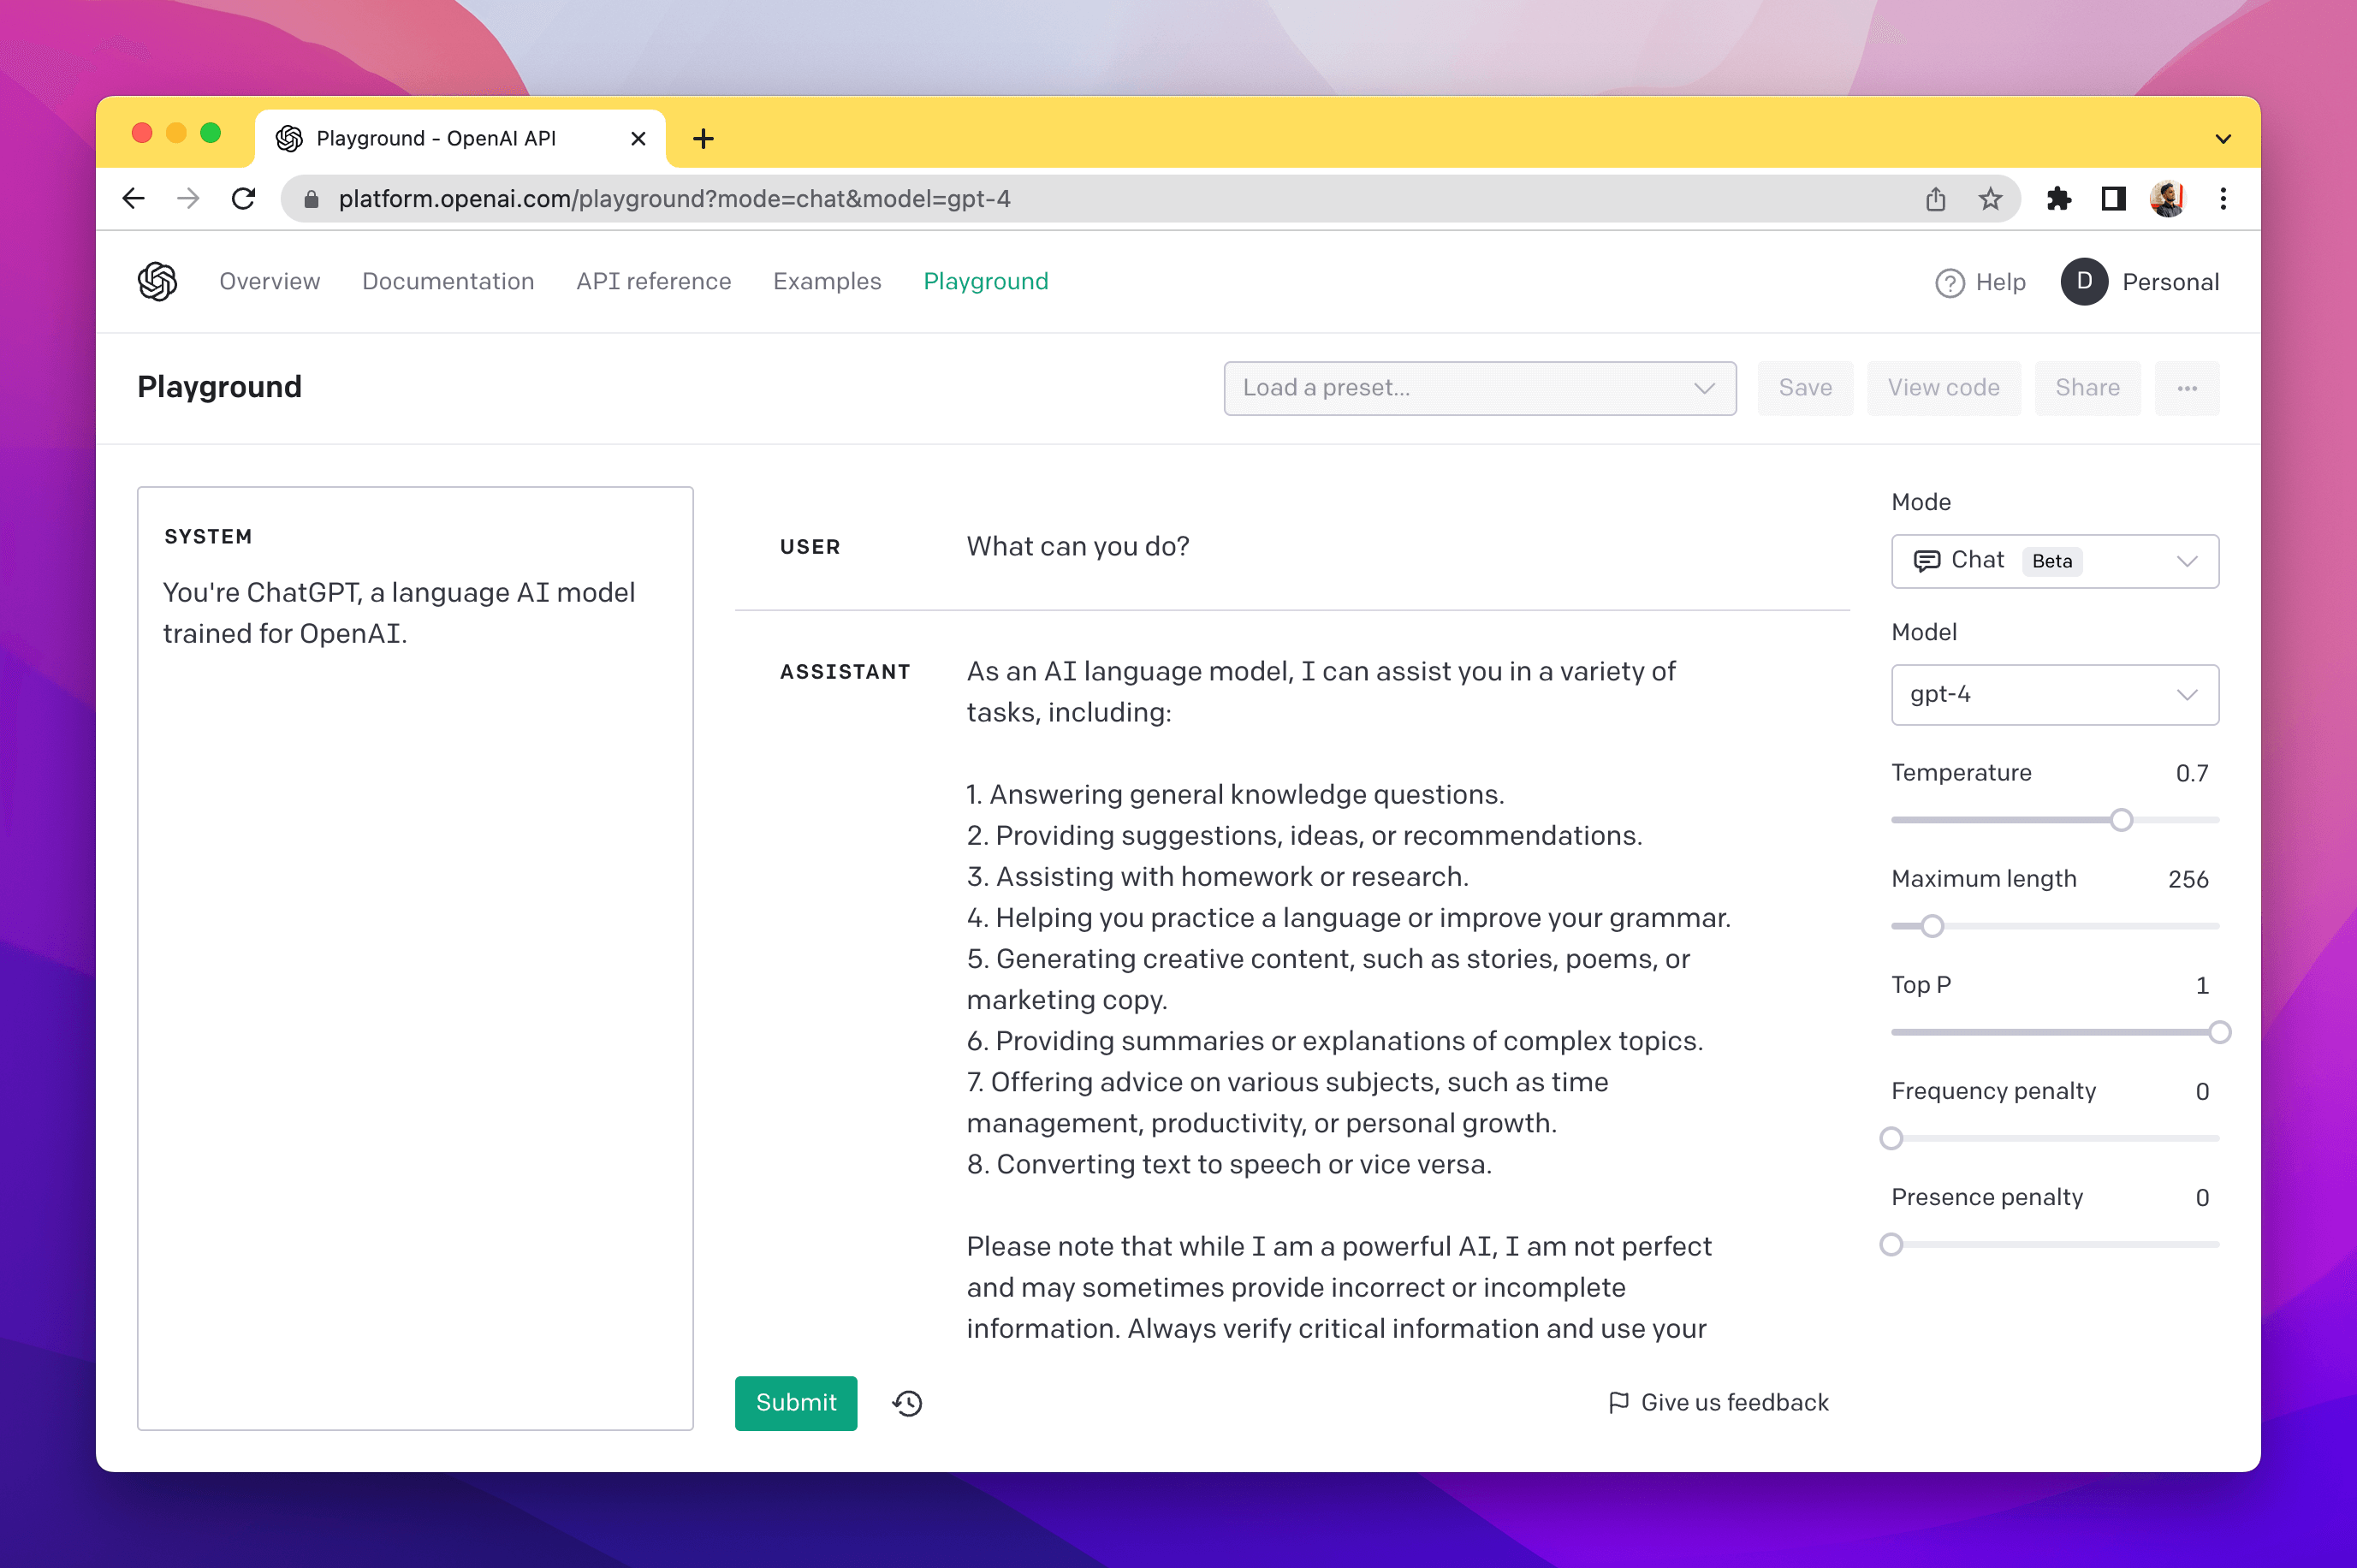 Playground - OpenAI API
platform.openai.com/playground?mode=chat&model=gpt-4
Overview Documentation API reference Examples Playground ? Help D Personal
Playground Load a preset... Save View code Share ...
SYSTEM
You're ChatGPT, a language AI model
trained for OpenAI.
USER What can you do?
ASSISTANT As an AI language model, I can assist you in a variety of
tasks, including:
1. Answering general knowledge questions.
2. Providing suggestions, ideas, or recommendations.
3. Assisting with homework or research.
4. Helping you practice a language or improve your grammar.
5. Generating creative content, such as stories, poems, or
marketing copy.
6. Providing summaries or explanations of complex topics.
7. Offering advice on various subjects, such as time
management, productivity, or personal growth.
8. Converting text to speech or vice versa.
Please note that while I am a powerful AI, I am not perfect
and may sometimes provide incorrect or incomplete
information. Always verify critical information and use your
Submit Give us feedback
Mode
Chat Beta
Model
gpt-4
Temperature 0.7
Maximum length 256
Top P 1
Frequency penalty 0
Presence penalty 0